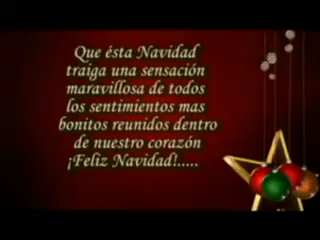 Que ésta Navidad
traiga una sensación
maravillosa de todos
los sentimientos mas
bonitos reunidos dentro
de nuestro corazón
¡Feliz Navidad!.....